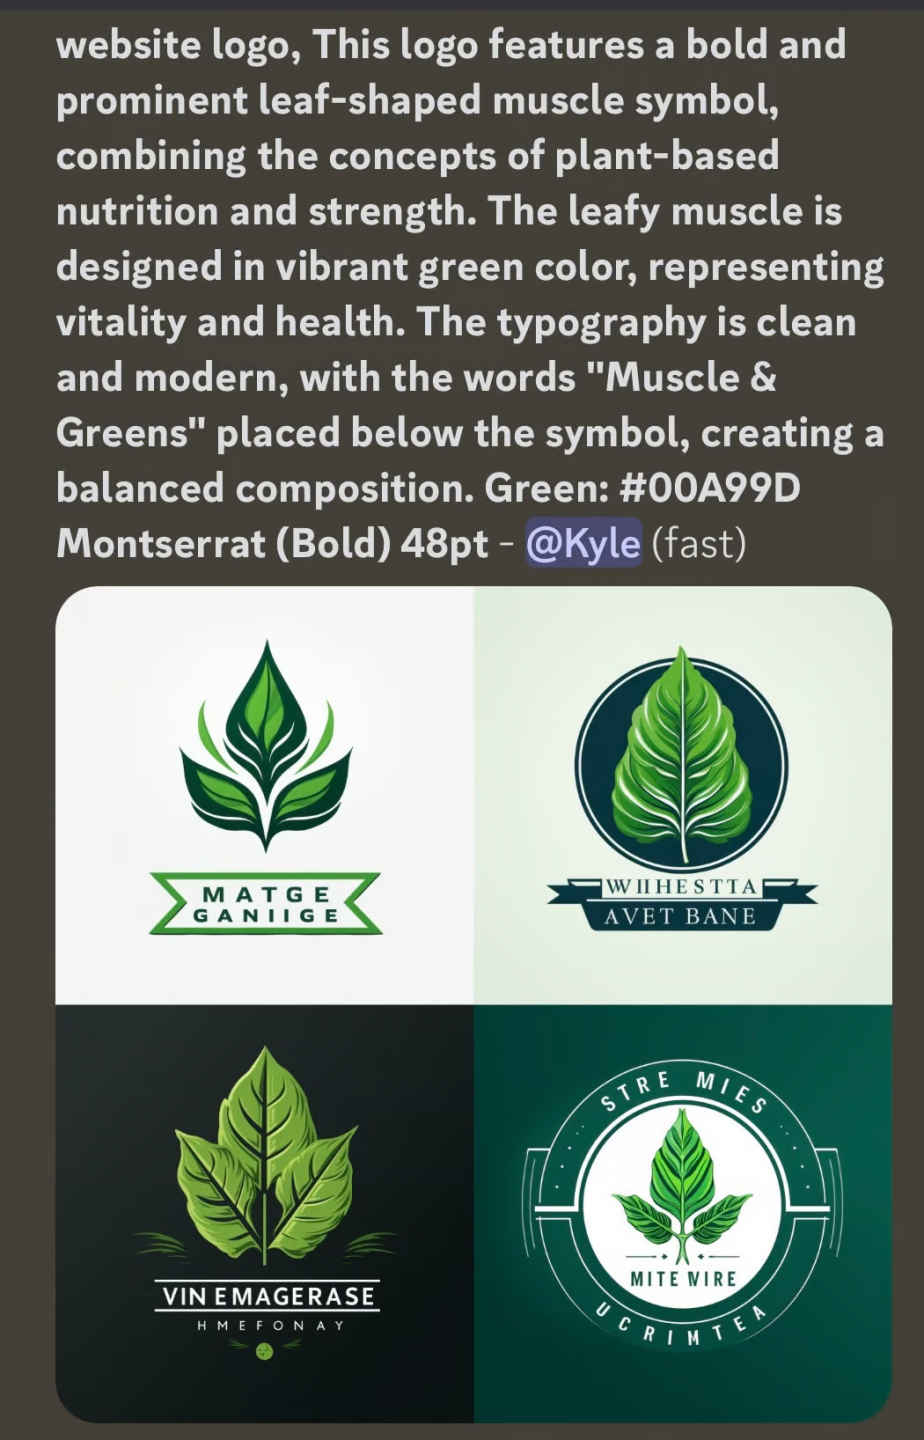 website logo, This logo features a bold and
prominent leaf-shaped muscle symbol,
combining the concepts of plant-based
nutrition and strength. The leafy muscle is
designed in vibrant green color, representing
vitality and health. The typography is clean
and modern, with the words "Muscle &
Greens" placed below the symbol, creating a
balanced composition. Green: #00A99D
Montserrat (Bold) 48pt - @Kyle (fast)
MATGE
GANIIGE
WIIHESTTA
AVET BANE
VIN EMAGERASE
HMEFONAY
STRE MIES
MITE WIRE
UCRIMTEA